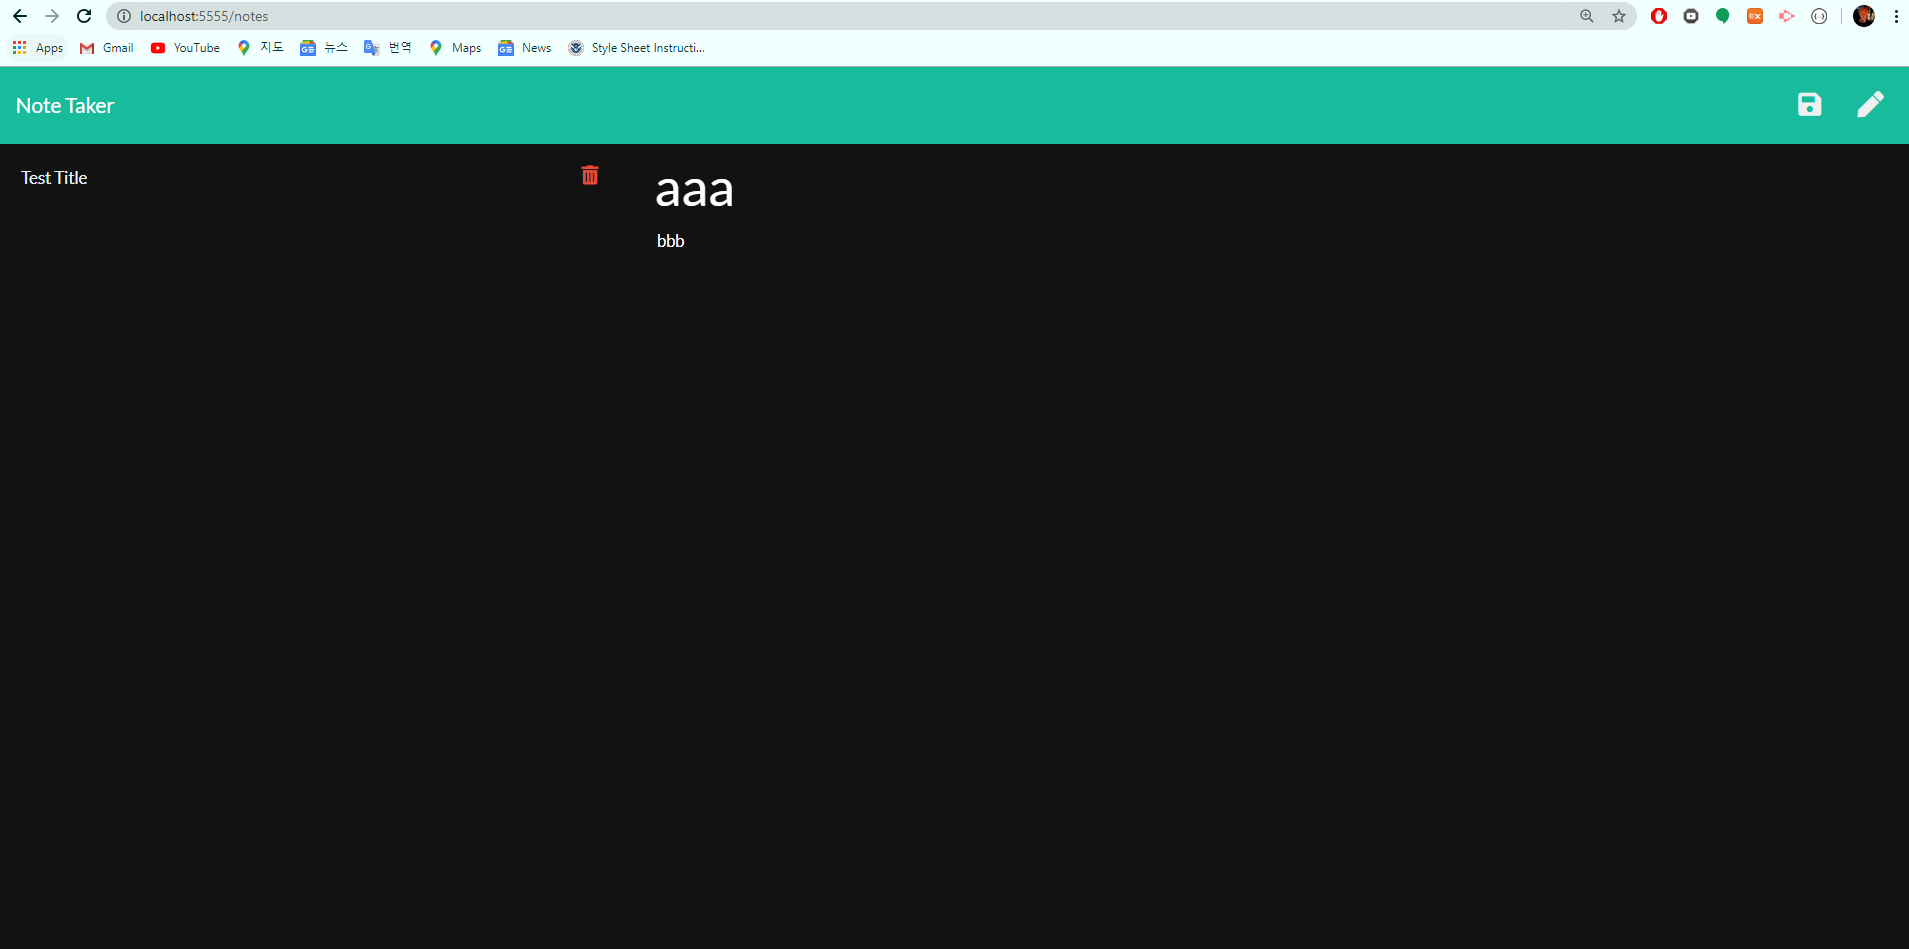 localhost:5555/notes
Apps Gmail YouTube 지도 뉴스 번역 Maps News Style Sheet Instructi...
Note Taker
Test Title
aaa
bbb